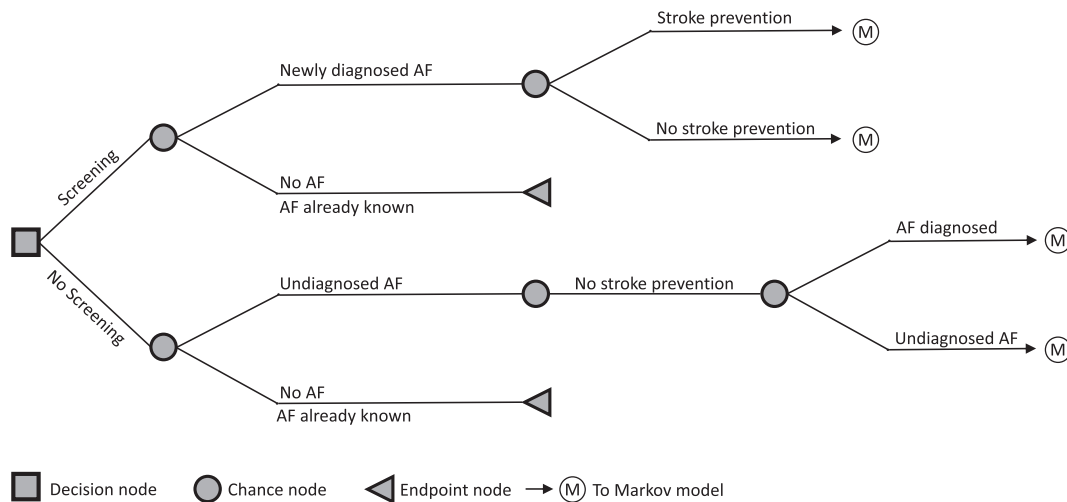 Stroke prevention
M
Newly diagnosed AF
No stroke prevention
M
Screening
No AF
AF already known
AF diagnosed
M
No Screening
Undiagnosed AF
No stroke prevention
Undiagnosed AF
M
No AF
AF already known
Decision node
Chance node
Endpoint node
M To Markov model